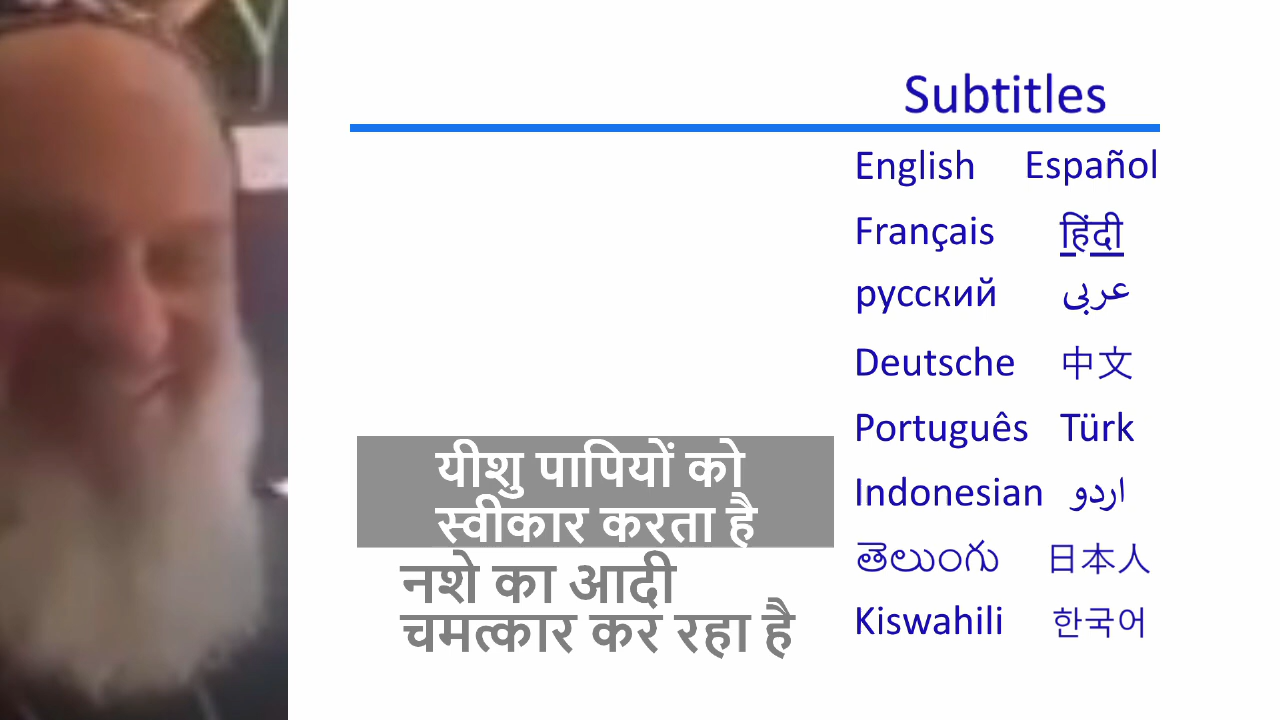 Subtitles
English Español
Français हिंदी
русский عربى
Deutsche 中文
Português Türk
Indonesian اردو
తెలుంగు 日本人
Kiswahili 한국어
यीशु पापियों को
स्वीकार करता है
नशे का आदी
चमत्कार कर रहा है